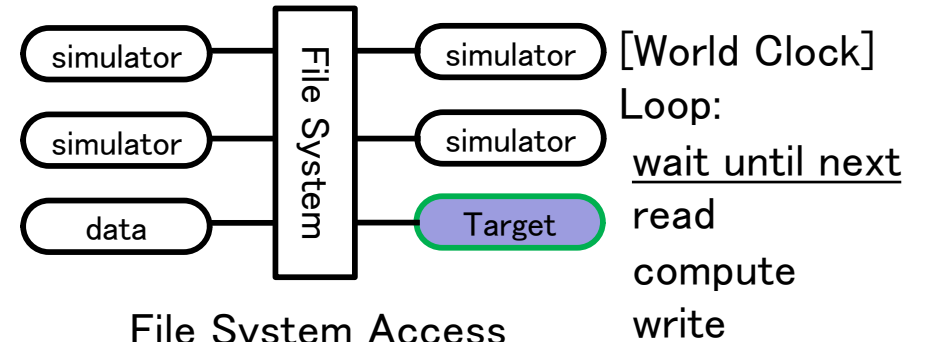 simulator
simulator
data
File System
simulator
simulator
Target
[World Clock]
Loop:
wait until next
read
compute
write
File System Access